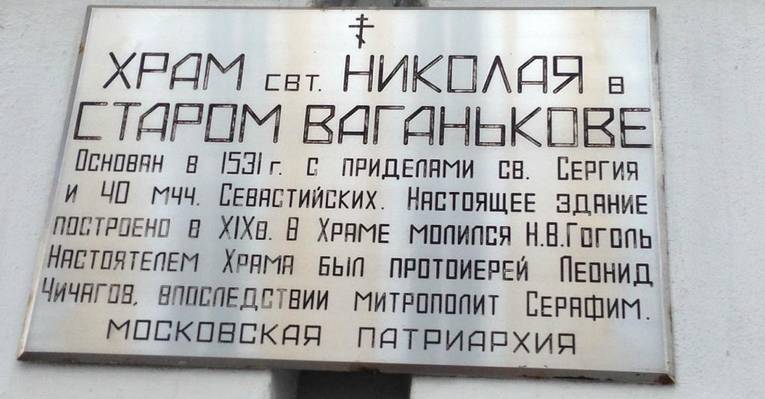 ХРАМ СВТ. НИКОЛАЯ В
СТАРОМ ВАГАНЬКОВЕ
Основан в 1531 г. с приделами св. Сергия
и 40 мчч. Севастийских. Настоящее здание
построено в XIXв. В Храме молился Н.В.Гоголь
Настоятелем Храма был протоиерей Леонид
Чичагов, впоследствии митрополит Серафим.
МОСКОВСКАЯ ПАТРИАРХИЯ